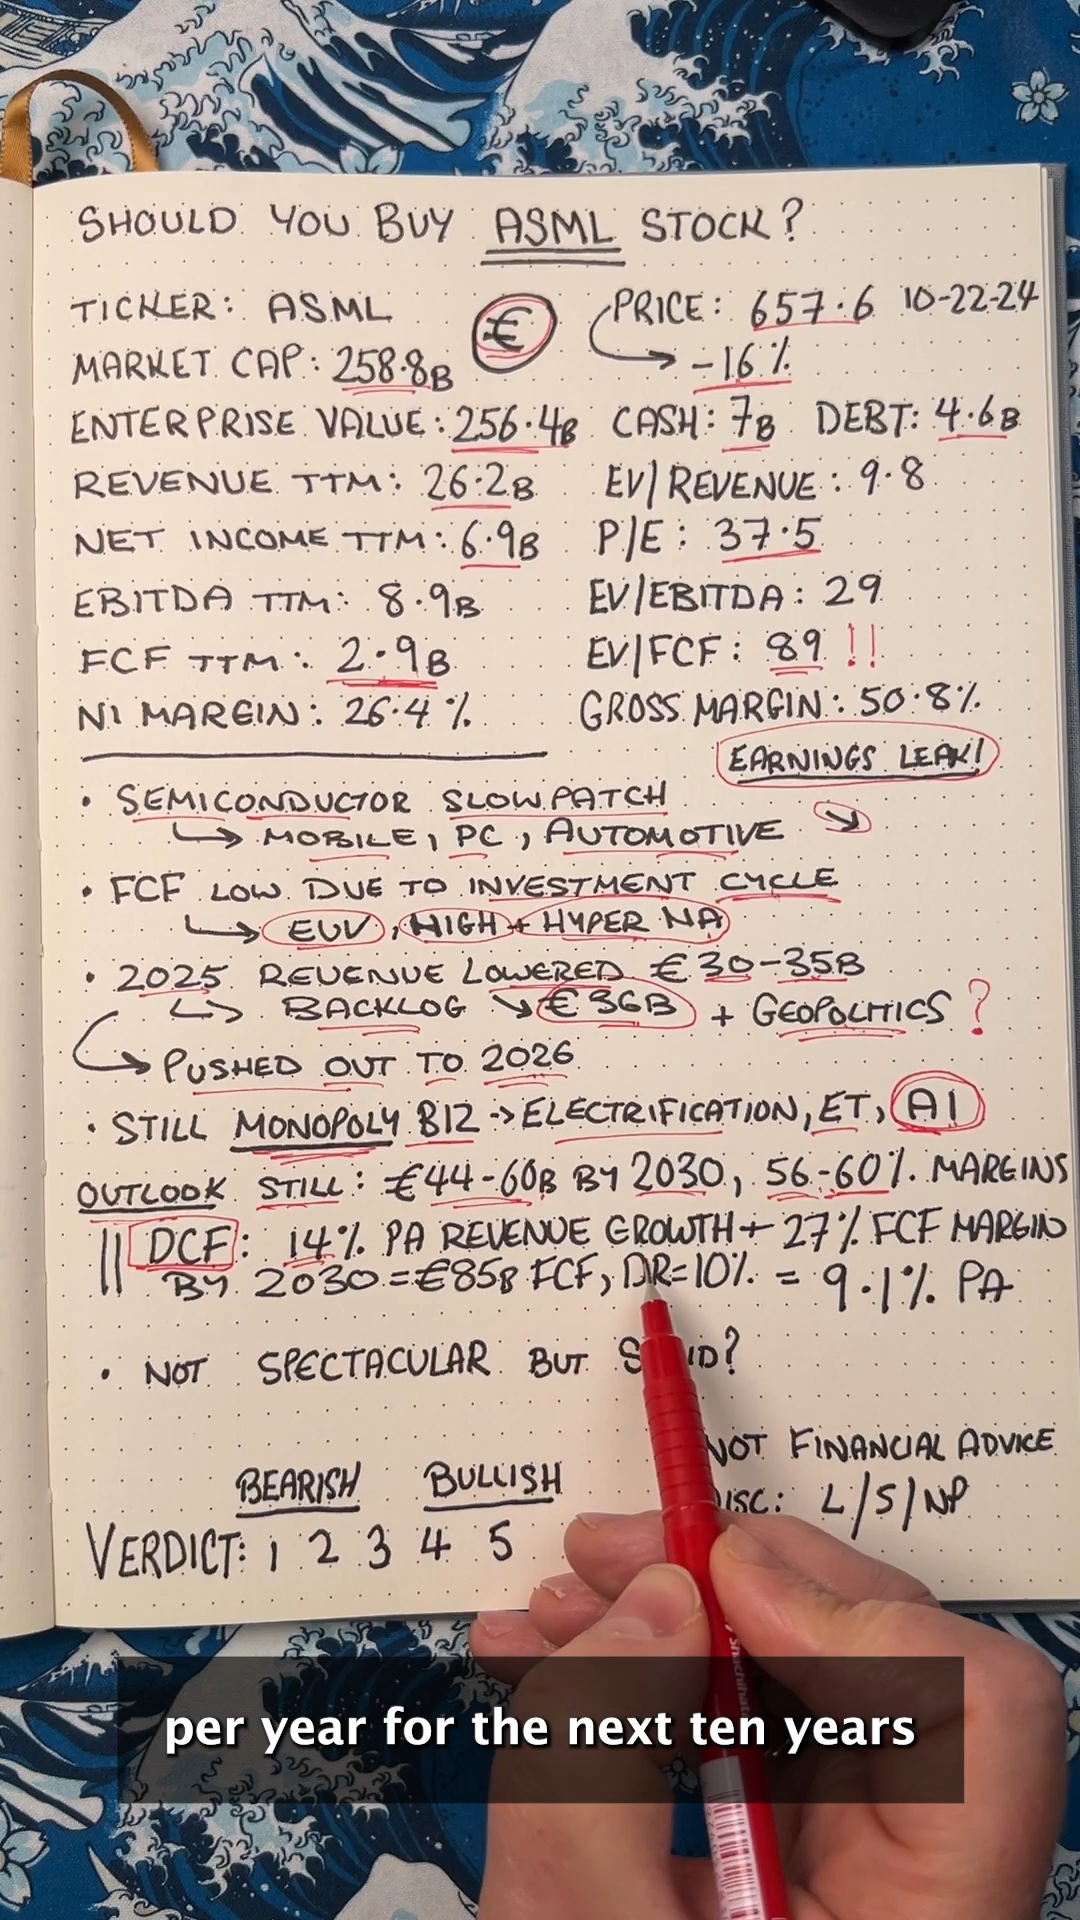 SHOULD YOU BUY ASML STOCK?
TICKER: ASML € PRICE: 657.6 10-22-24
MARKET CAP: 258.8B -16%
ENTERPRISE VALUE: 256.4B CASH: 7B DEBT: 4.6B
REVENUE TTM: 26.2B EV/REVENUE: 9.8
NET INCOME TTM: 6.9B P/E: 37.5
EBITDA TTM: 8.9B EV/EBITDA: 29
FCF TTM: 2.9B EV/FCF: 89 !!
NI MARGIN: 26.4% GROSS MARGIN: 50.8%
EARNINGS LEAK!
• SEMICONDUCTOR SLOW PATCH
↳ MOBILE, PC, AUTOMOTIVE ↘
• FCF LOW DUE TO INVESTMENT CYCLE
↳ EUV, HIGH + HYPER NA
• 2025 REVENUE LOWERED €30-35B
↳ BACKLOG ↘ €36B + GEOPOLITICS ?
↳ PUSHED OUT TO 2026
• STILL MONOPOLY BIZ → ELECTRIFICATION, ET, AI
OUTLOOK STILL: €44-60B BY 2030, 56-60% MARGINS
|| DCF: 14% PA REVENUE GROWTH + 27% FCF MARGIN
BY 2030 = €85B FCF, DR=10% = 9.1% PA
• NOT SPECTACULAR BUT
NOT FINANCIAL ADVICE
BEARISH BULLISH
L/S/NP
VERDICT: 1 2 3 4 5
per year for the next ten years